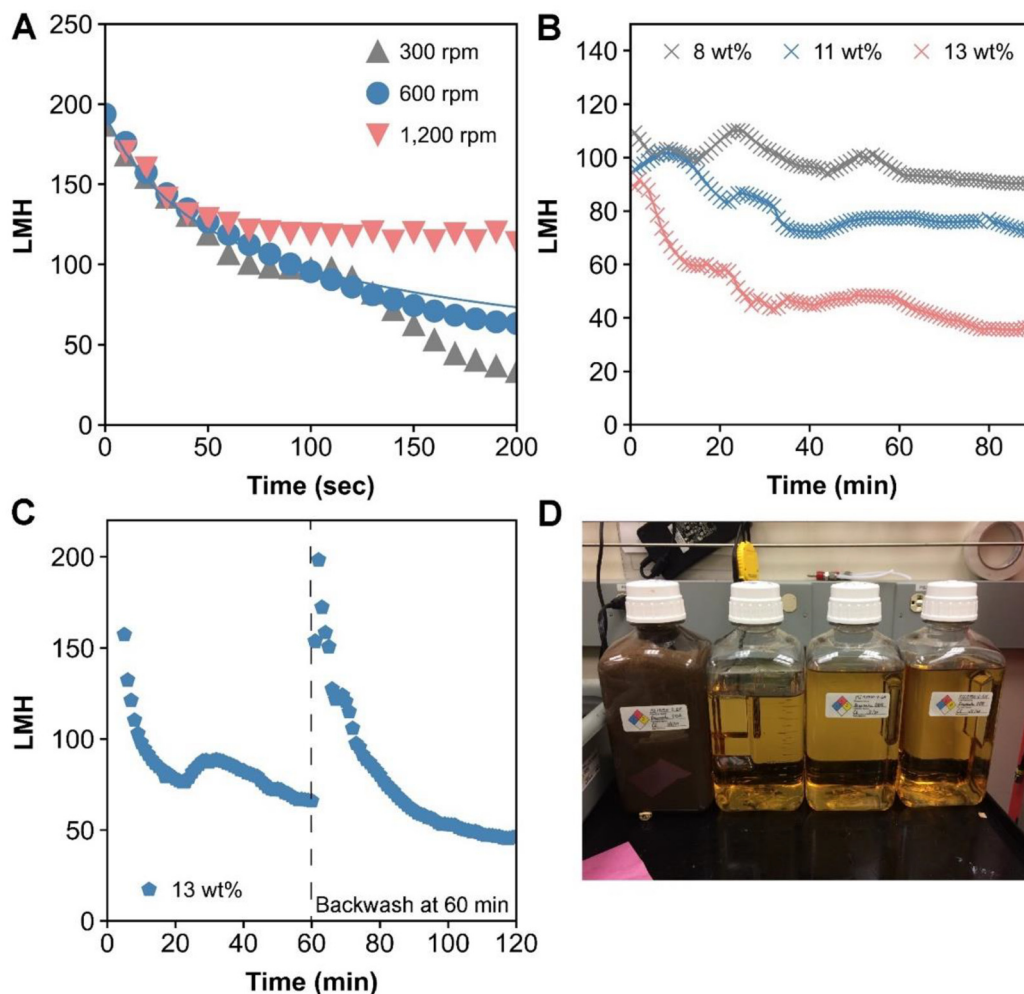 A
250
200
150
100
50
0
LMH
300 rpm
600 rpm
1,200 rpm
0 50 100 150 200
Time (sec)
B
140
120
100
80
60
40
20
0
LMH
8 wt% 11 wt% 13 wt%
0 20 40 60 80
Time (min)
C
200
150
100
50
0
LMH
13 wt%
Backwash at 60 min
0 20 40 60 80 100 120
Time (min)
D